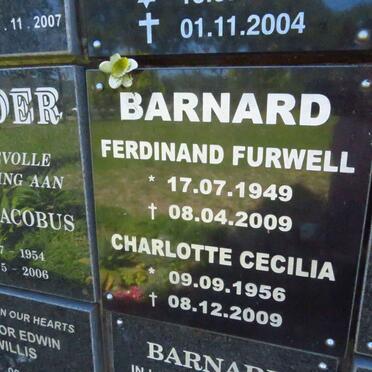 .11.2007
✝ 01.11.2004
BARNARD
FERDINAND FURWELL
* 17.07.1949
✝ 08.04.2009
CHARLOTTE CECILIA
* 09.09.1956
✝ 08.12.2009
DER
VOLLE
ING AAN
ACOBUS
- 1954
- 2006
N OUR HEARTS
OR EDWIN
WILLIS
BARNARD